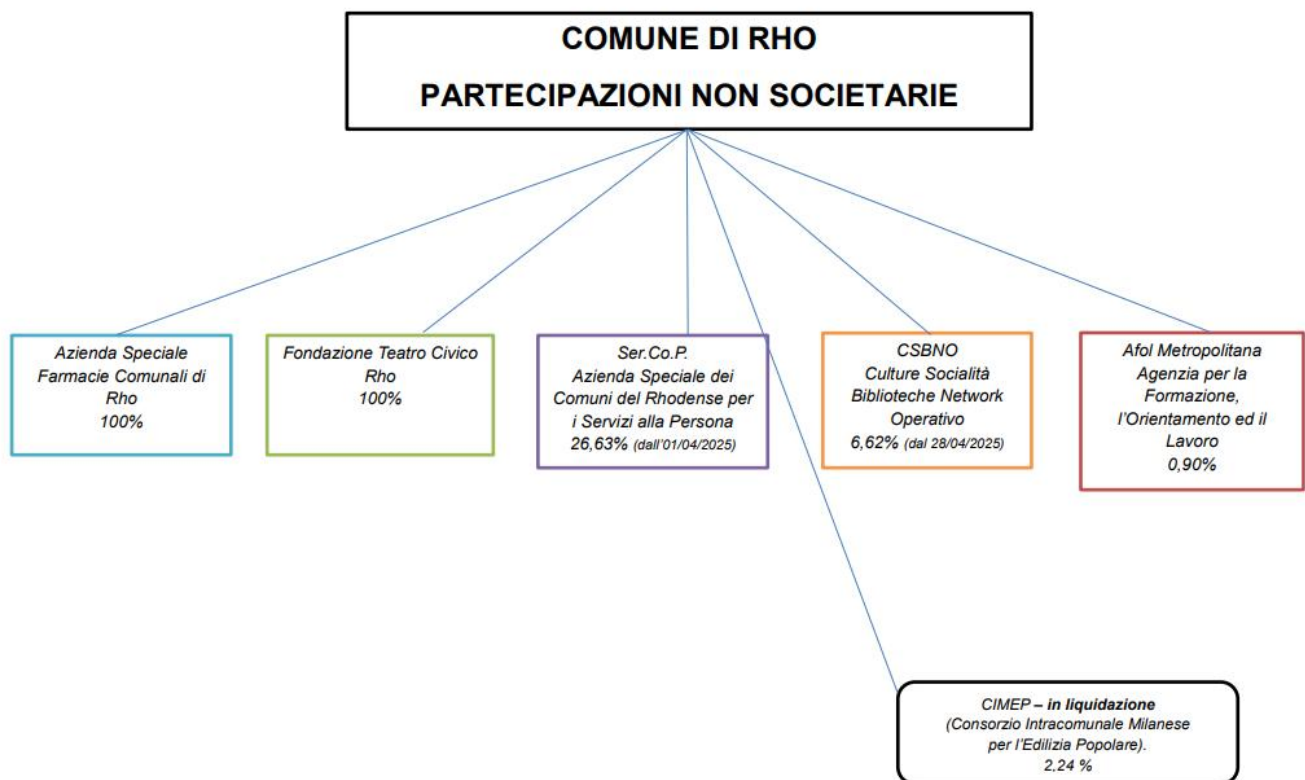 COMUNE DI RHO
PARTECIPAZIONI NON SOCIETARIE
Azienda Speciale
Farmacie Comunali di
Rho
100%
Fondazione Teatro Civico
Rho
100%
Ser.Co.P.
Azienda Speciale dei
Comuni del Rhodense per
i Servizi alla Persona
26,63% (dall'01/04/2025)
CSBNO
Culture Socialità
Biblioteche Network
Operativo
6,62% (dal 28/04/2025)
Afol Metropolitana
Agenzia per la
Formazione,
l'Orientamento ed il
Lavoro
0,90%
CIMEP – in liquidazione
(Consorzio Intracomunale Milanese
per l'Edilizia Popolare).
2,24 %